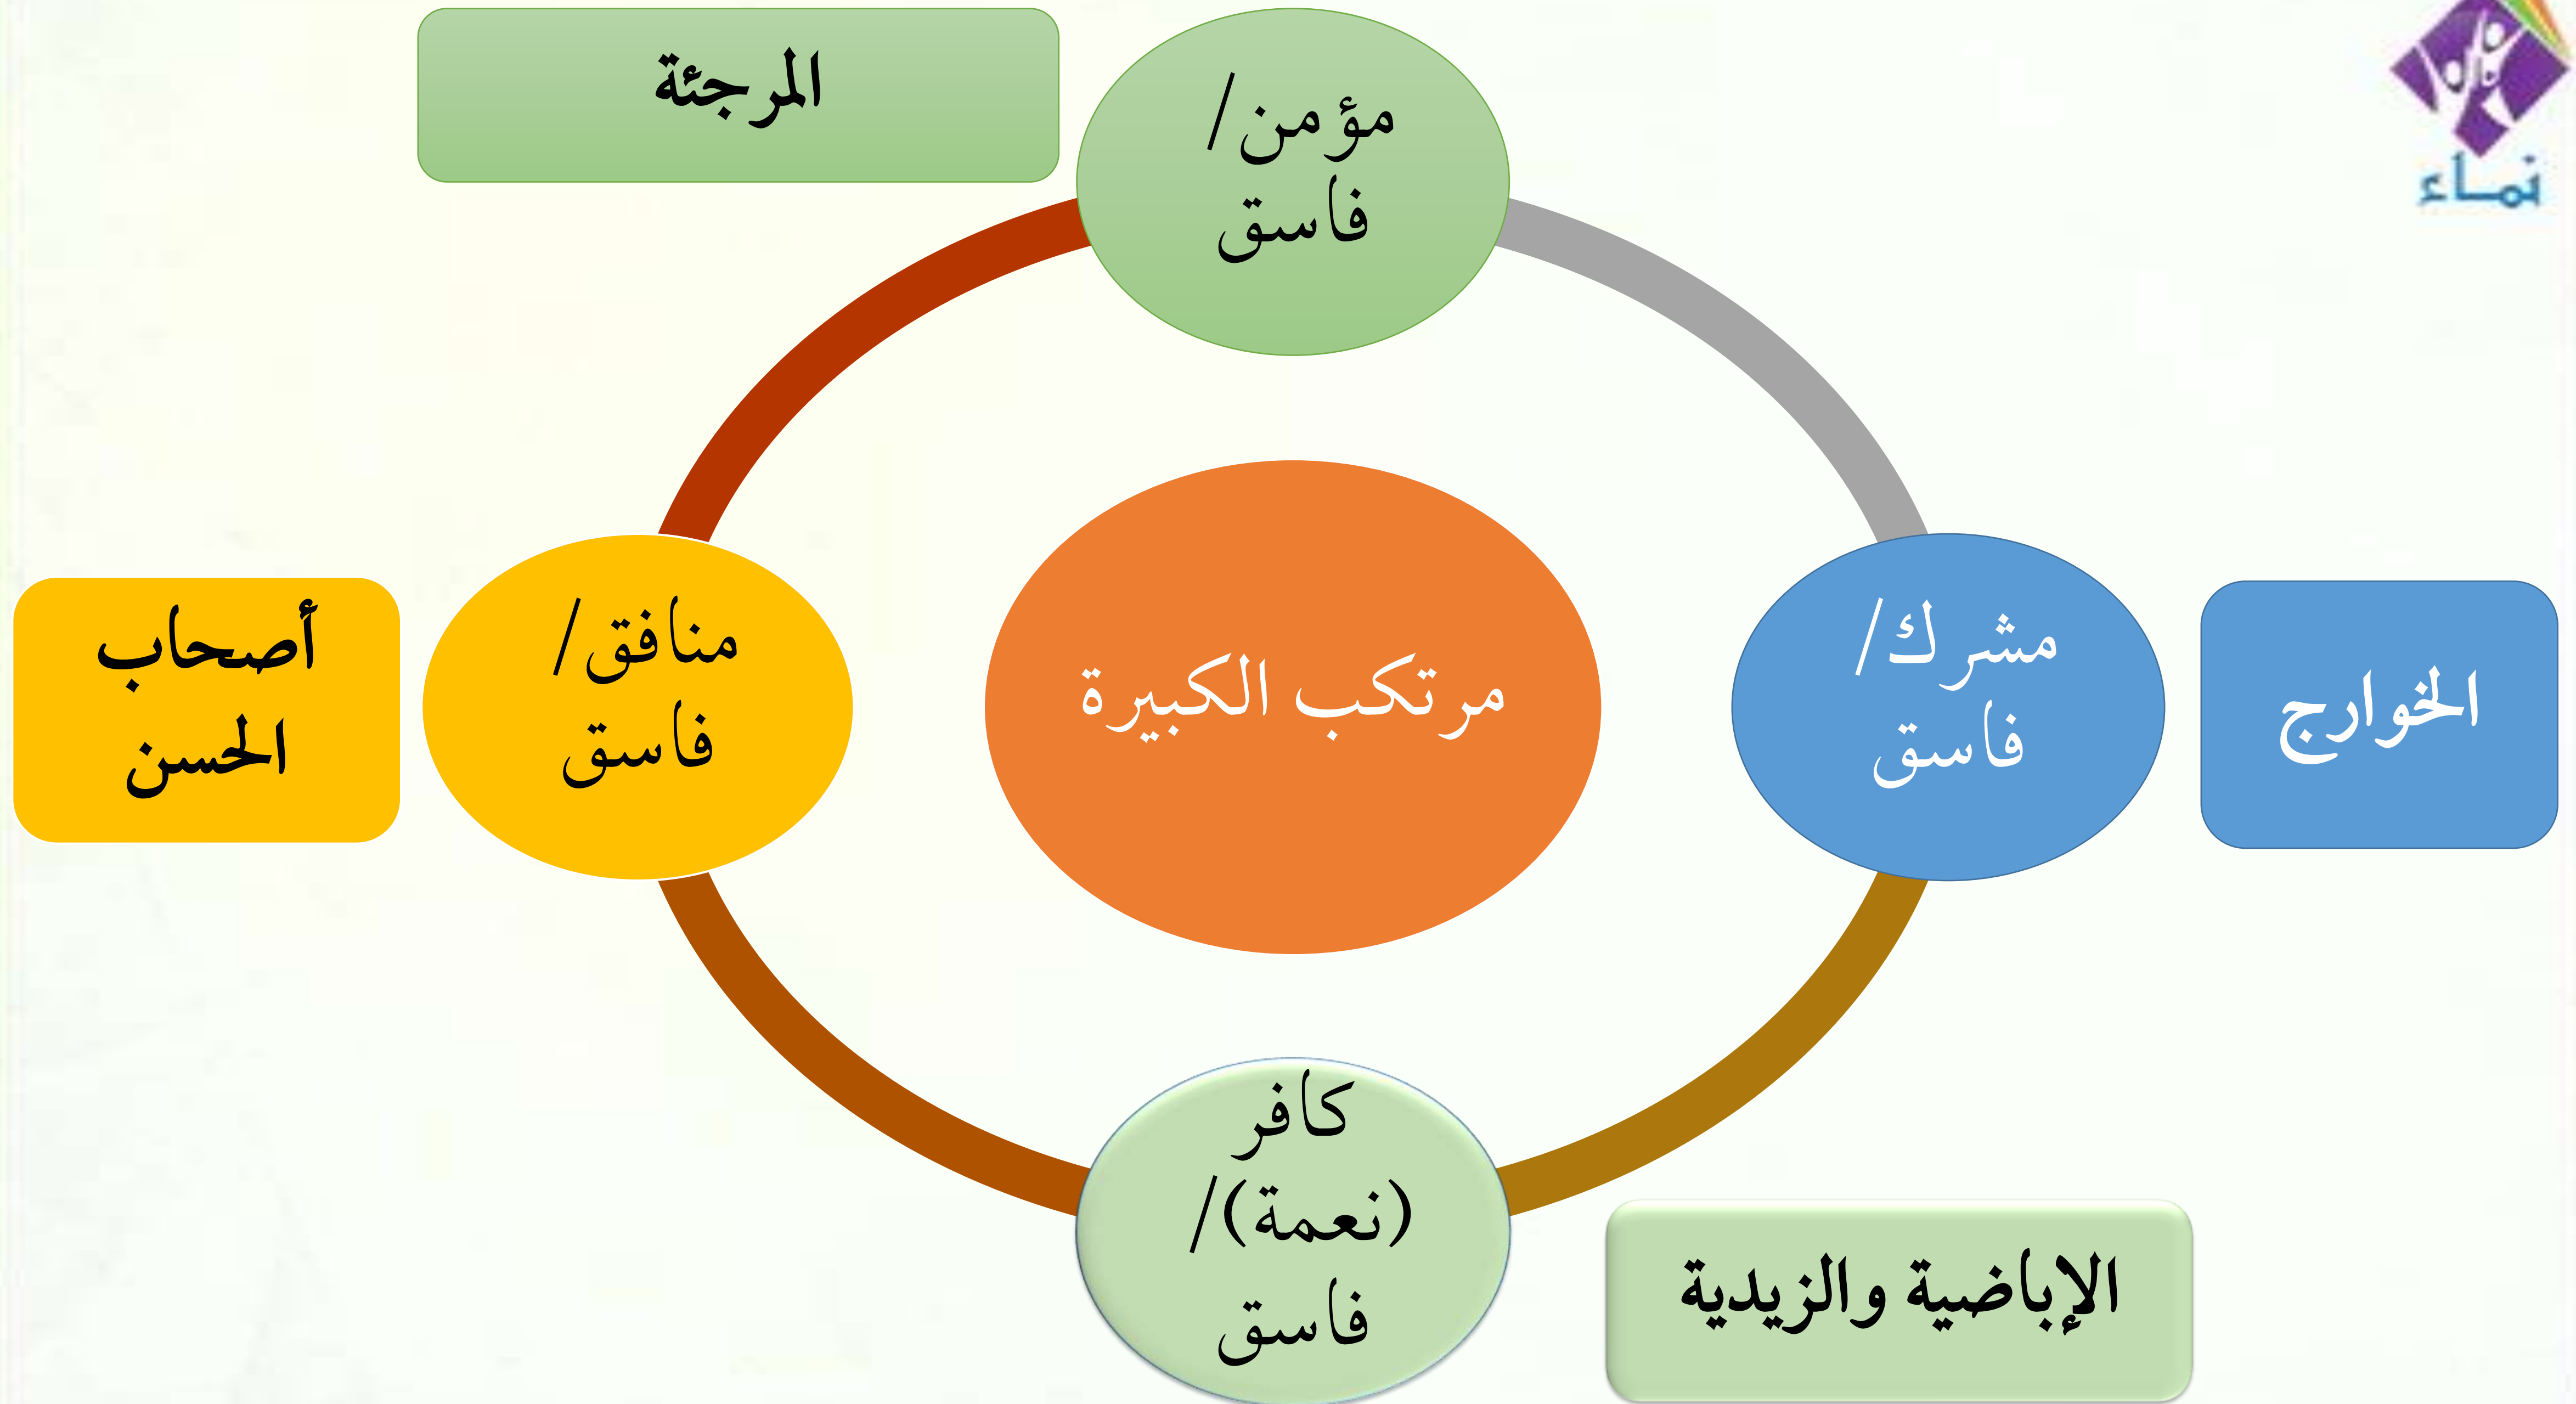 المرجئة
مؤمن/
فاسق
نماء
الخوارج
مشرك/
فاسق
مرتكب الكبيرة
منافق/
فاسق
أصحاب
الحسن
كافر
(نعمة)/
فاسق
الإباضية والزيدية